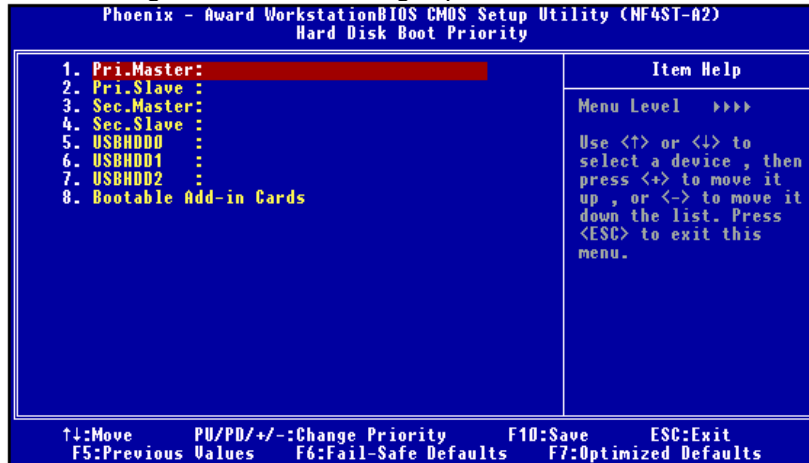 Phoenix - Award WorkstationBIOS CMOS Setup Utility (NF4ST-A2)
Hard Disk Boot Priority
1. Pri.Master:
2. Pri.Slave :
3. Sec.Master:
4. Sec.Slave :
5. USBHDD0 :
6. USBHDD1 :
7. USBHDD2 :
8. Bootable Add-in Cards
Item Help
Menu Level ››››
Use <↑> or <↓> to
select a device , then
press <+> to move it
up , or <-> to move it
down the list. Press
<ESC> to exit this
menu.
↑↓:Move PU/PD/+/-:Change Priority F10:Save ESC:Exit
F5:Previous Values F6:Fail-Safe Defaults F7:Optimized Defaults